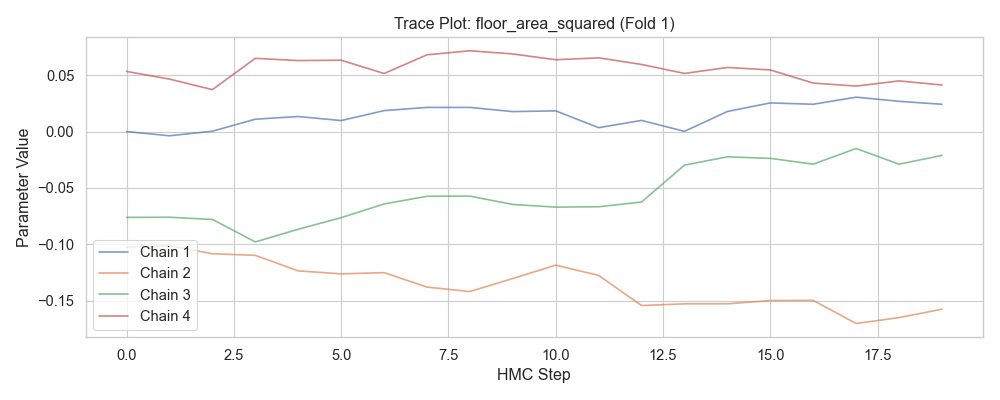 Trace Plot: floor_area_squared (Fold 1)
Parameter Value
0.05
0.00
−0.05
−0.10
−0.15
Chain 1
Chain 2
Chain 3
Chain 4
0.0 2.5 5.0 7.5 10.0 12.5 15.0 17.5
HMC Step